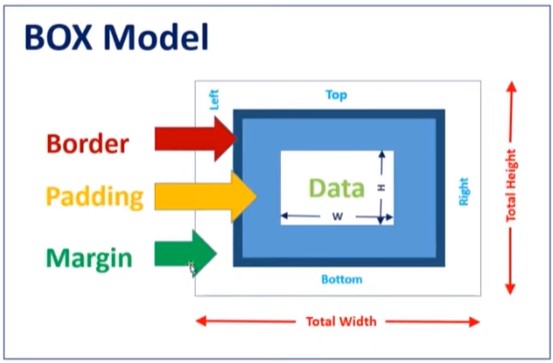 BOX Model
Left
Top
Border
Padding
Margin
Data
H
W
Right
Bottom
Total Height
Total Width